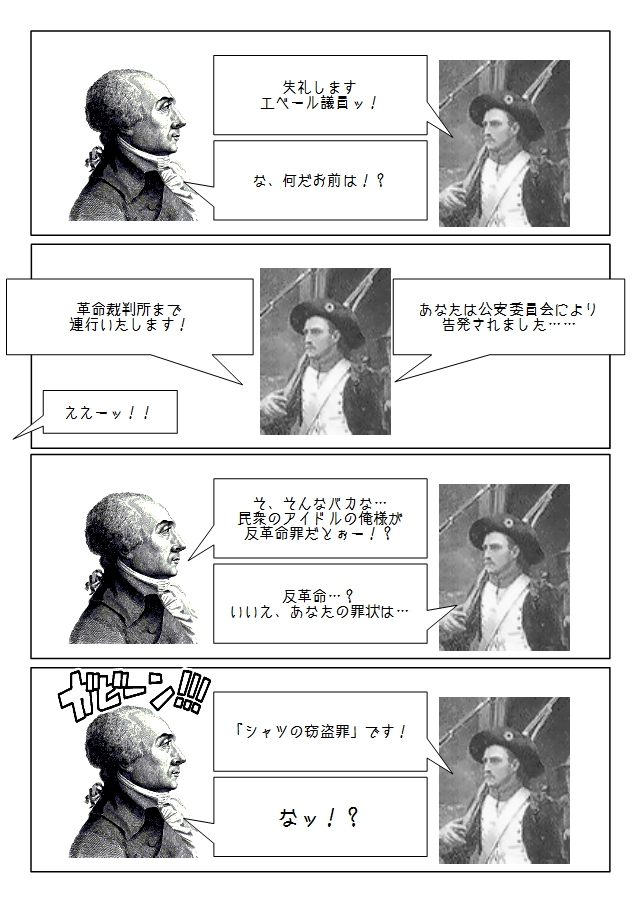 失礼します
エベール議員ッ！
な、何だお前は！？
あなたは公安委員会により
告発されました……
革命裁判所まで
連行いたします！
ええーッ！！
そ、そんなバカな…
民衆のアイドルの俺様が
反革命罪だとぉー！？
反革命…？
いいえ、あなたの罪状は…
ガビーン!!!
「シャツの窃盗罪」です！
なッ！？